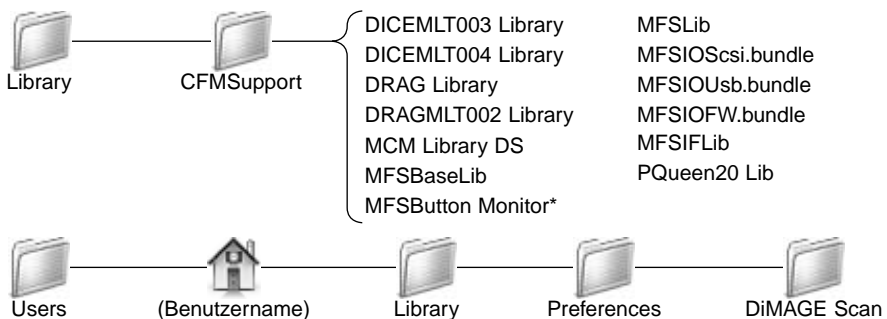 Library
CFMSupport
DICEMLT003 Library
DICEMLT004 Library
DRAG Library
DRAGMLT002 Library
MCM Library DS
MFSBaseLib
MFSButton Monitor*
MFSLib
MFSIOScsi.bundle
MFSIOUsb.bundle
MFSIOFW.bundle
MFSIFLib
PQueen20 Lib
Users
(Benutzername)
Library
Preferences
DiMAGE Scan